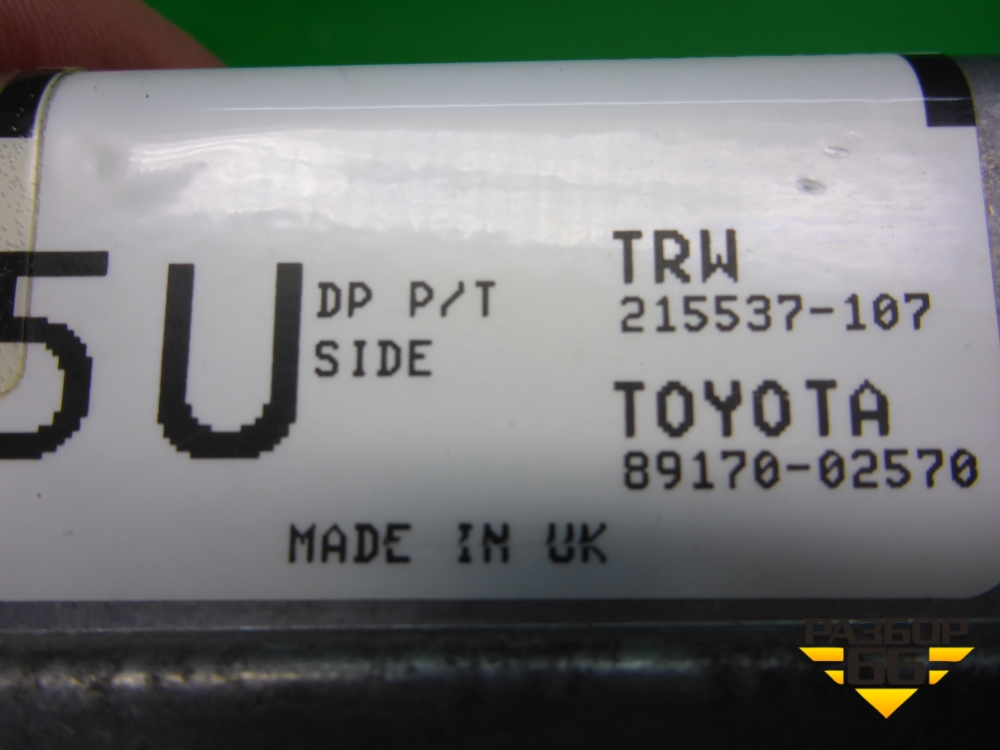 5U
DP P/T
SIDE
TRW
215537-107
TOYOTA
89170-02570
MADE IN UK
РАЗБОР
66